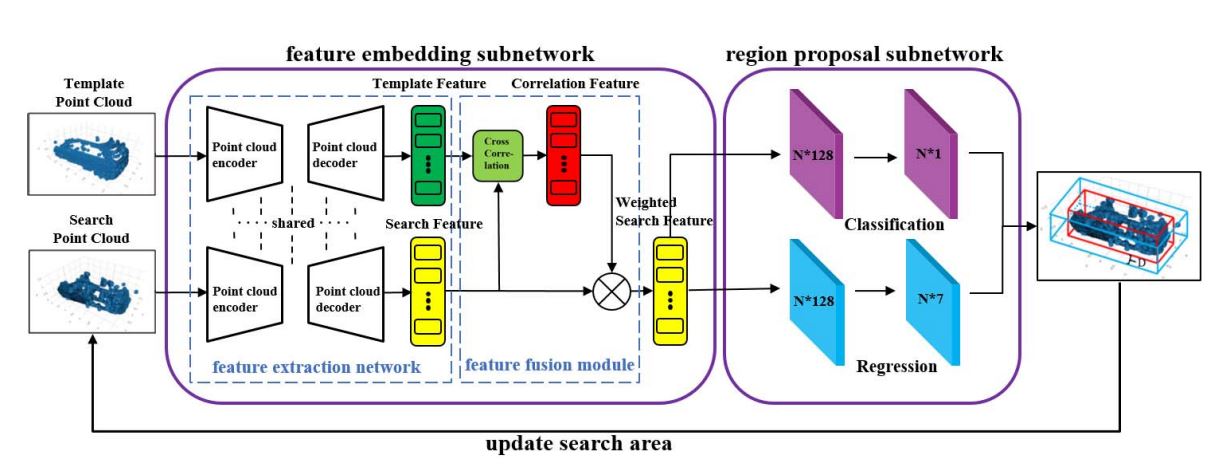 feature embedding subnetwork
region proposal subnetwork
Template
Point Cloud
Template Feature
Correlation Feature
Point cloud
encoder
Point cloud
decoder
Cross
Corre-
lation
N*128
N*1
Search
Point Cloud
shared
Search Feature
Weighted
Search Feature
Classification
Point cloud
encoder
Point cloud
decoder
N*128
N*7
feature extraction network
feature fusion module
Regression
update search area